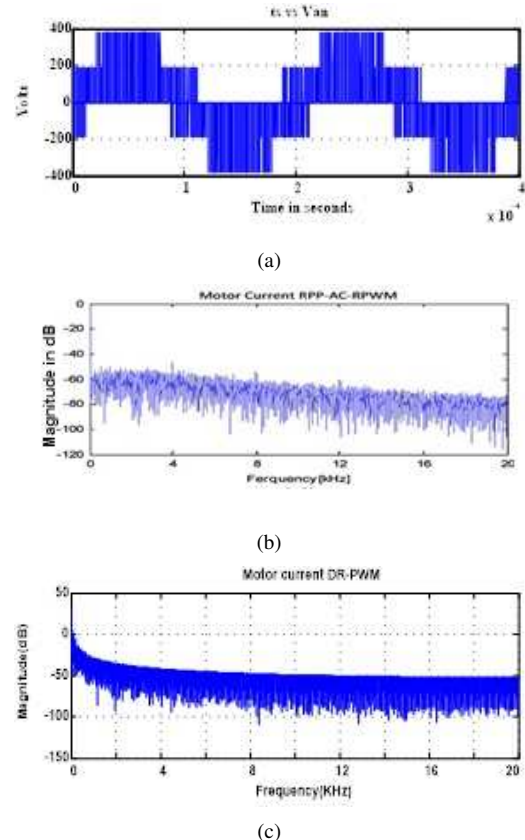 Van
400
200
0
-200
-400
Volts
0
1
2
3
4
Time in seconds
x 10
(a)
Motor Current RPP-AC-RPWM
0
-20
-40
-60
-80
-100
-120
Magnitude in dB
0 4 8 12 16 20
Ferquency[kHz]
(b)
Motor current DR-PWM
50
0
-50
-100
-150
Magnitude(dB)
0 4 8 12 16 20
Frequency[KHz]
(c)